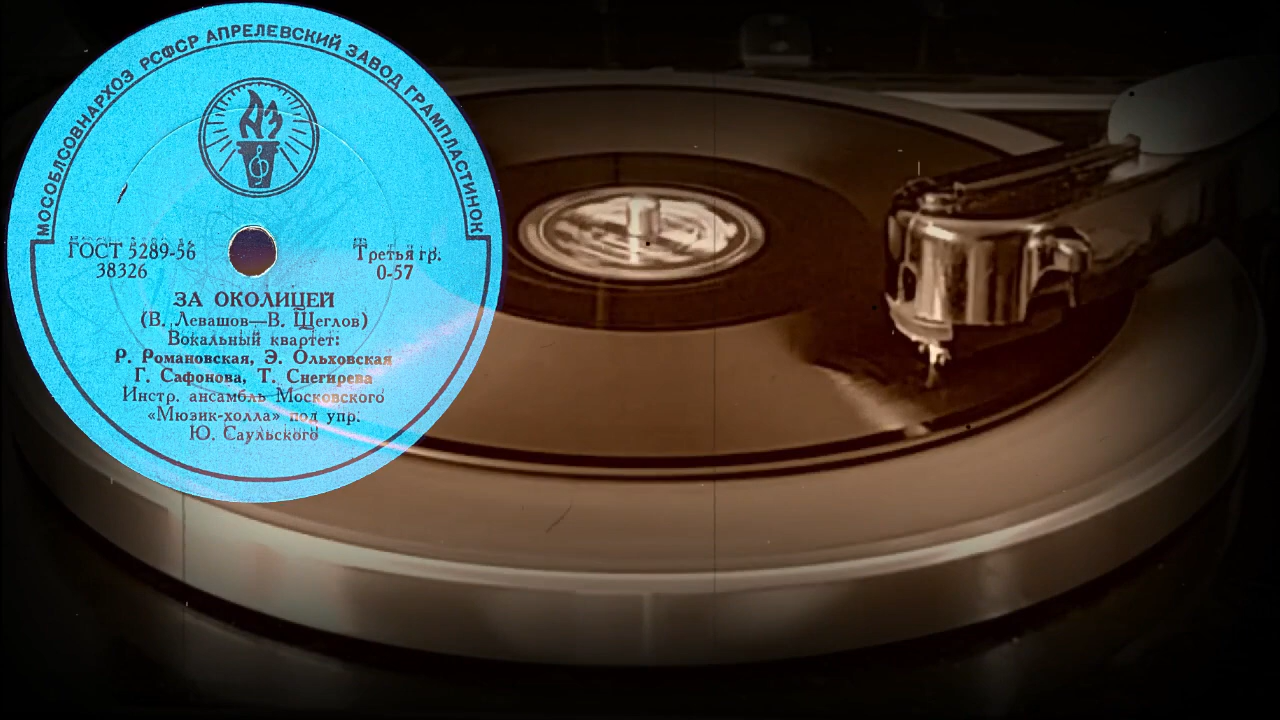 МОСОБЛСОВНАРХОЗ РСФСР АПРЕЛЕВСКИЙ ЗАВОД ГРАМПЛАСТИНОК
АЗ
ГОСТ 5289-56
38326
Третья гр.
0-57
ЗА ОКОЛИЦЕЙ
(В. Левашов—В. Щеглов)
Вокальный квартет:
Р. Романовская, Э. Ольховская
Г. Сафонова, Т. Снегирева
Инстр. ансамбль Московского
«Мюзик-холла» под упр.
Ю. Саульского